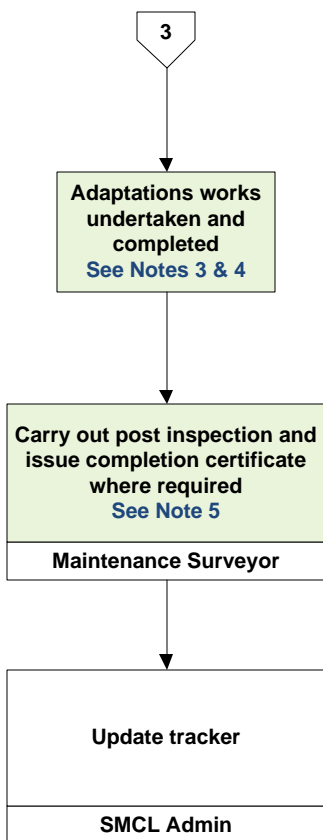 3
Adaptations works
undertaken and
completed
See Notes 3 & 4
Carry out post inspection and
issue completion certificate
where required
See Note 5
Maintenance Surveyor
Update tracker
SMCL Admin